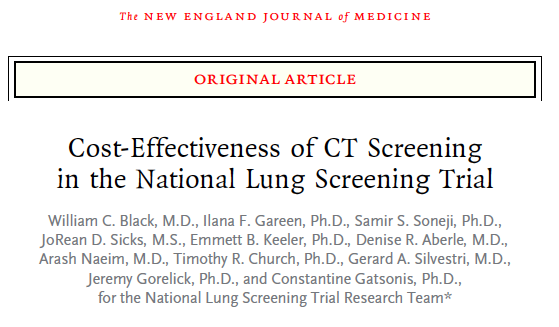 The NEW ENGLAND JOURNAL of MEDICINE
ORIGINAL ARTICLE
Cost-Effectiveness of CT Screening
in the National Lung Screening Trial
William C. Black, M.D., Ilana F. Gareen, Ph.D., Samir S. Soneji, Ph.D.,
JoRean D. Sicks, M.S., Emmett B. Keeler, Ph.D., Denise R. Aberle, M.D.,
Arash Naeim, M.D., Timothy R. Church, Ph.D., Gerard A. Silvestri, M.D.,
Jeremy Gorelick, Ph.D., and Constantine Gatsonis, Ph.D.,
for the National Lung Screening Trial Research Team*